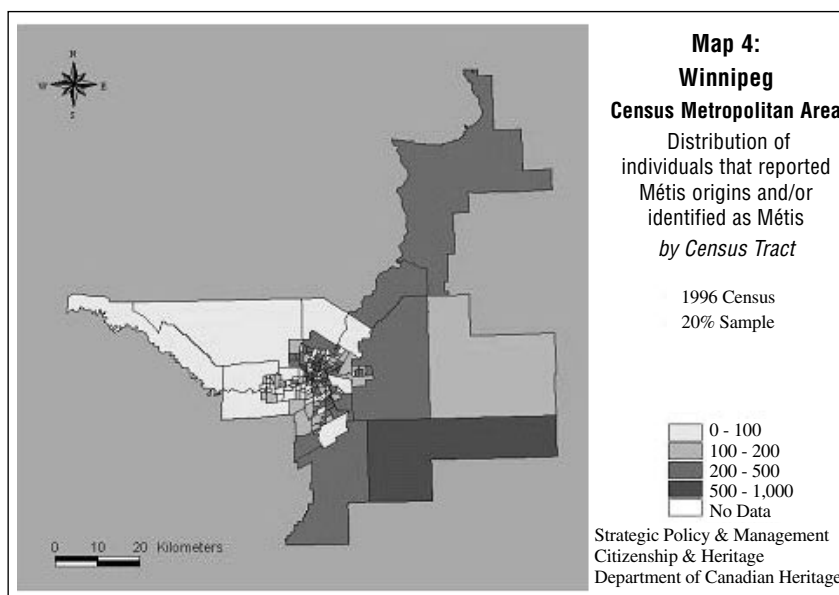 N
W E
S
Map 4:
Winnipeg
Census Metropolitan Area
Distribution of
individuals that reported
Métis origins and/or
identified as Métis
by Census Tract
1996 Census
20% Sample
0 - 100
100 - 200
200 - 500
500 - 1,000
No Data
0 10 20 Kilometers
Strategic Policy & Management
Citizenship & Heritage
Department of Canadian Heritage